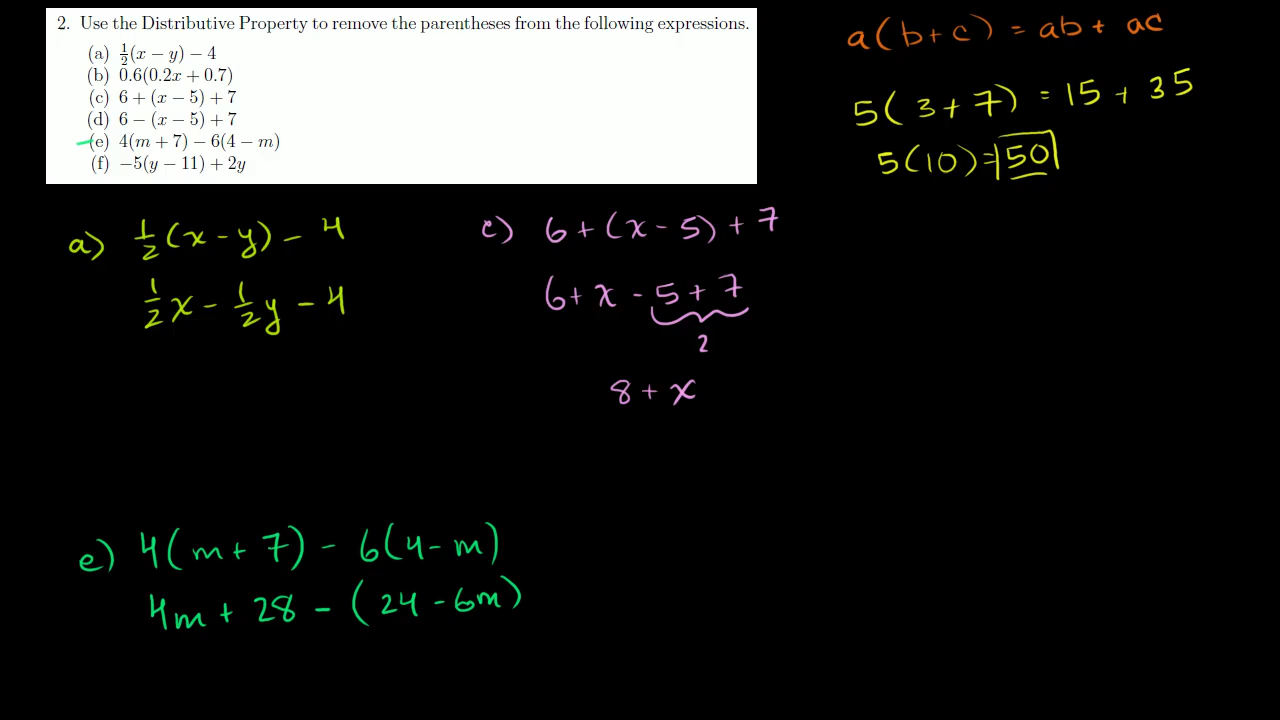 2. Use the Distributive Property to remove the parentheses from the following expressions.
(a) ½(x − y) − 4
(b) 0.6(0.2x + 0.7)
(c) 6 + (x − 5) + 7
(d) 6 − (x − 5) + 7
(e) 4(m + 7) − 6(4 − m)
(f) −5(y − 11) + 2y
a(b+c) = ab + ac
5(3+7) = 15 + 35
5(10) = 50
a) ½(x − y) − 4
½x − ½y − 4
c) 6 + (x − 5) + 7
6 + x − 5 + 7
2
8 + x
e) 4(m + 7) − 6(4 − m)
4m + 28 − (24 − 6m)